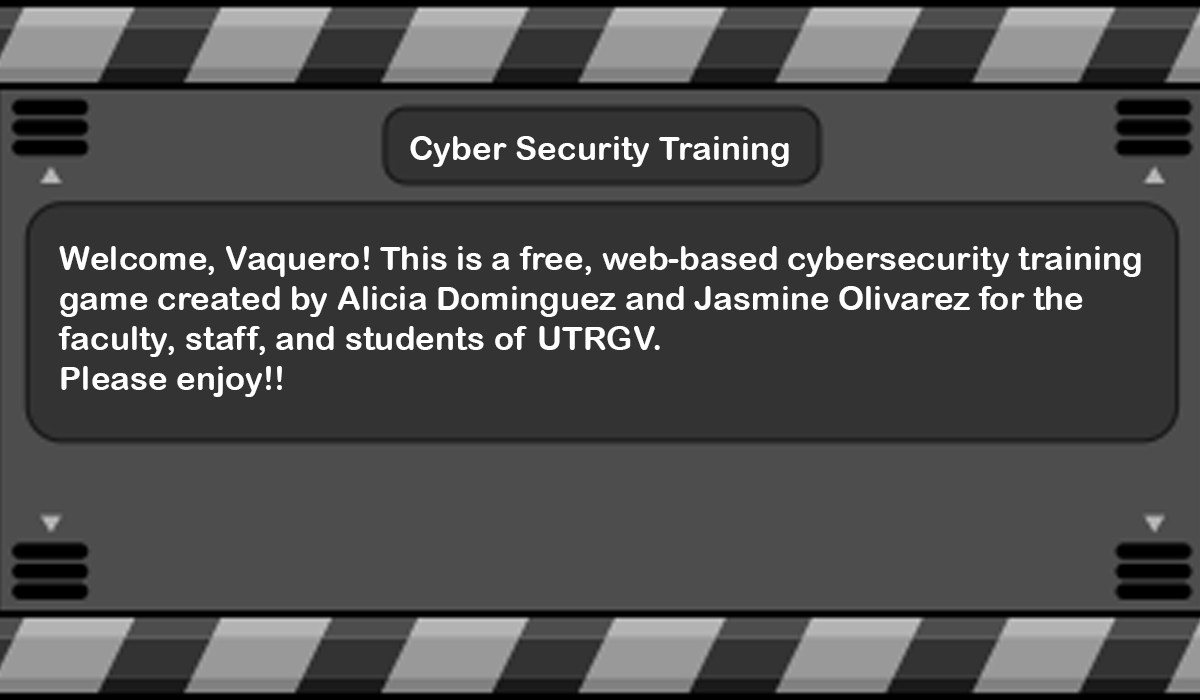 Cyber Security Training
Welcome, Vaquero! This is a free, web-based cybersecurity training
game created by Alicia Dominguez and Jasmine Olivarez for the
faculty, staff, and students of UTRGV.
Please enjoy!!